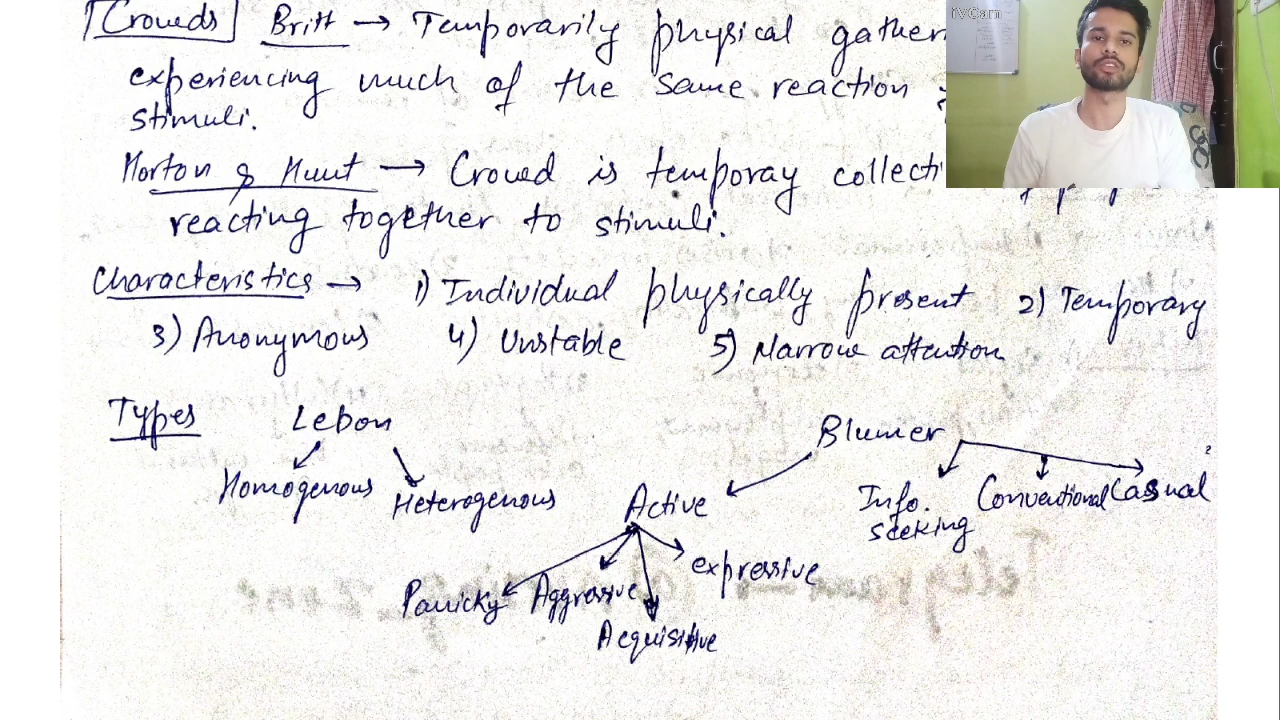 Crowds Britt → Temporarily physical gather
experiencing much of the same reaction
stimuli.
Morton & Hunt → Crowd is temporay collecti
reacting together to stimuli.
Characteristics → 1) Individual physically present 2) Temporary
3) Anonymous 4) Unstable 5) Narrow attention
Types Lebon Blumer
Homogenous Heterogenous Active Info. seeking Conventional Casual
Panicky Aggressive Acquisitive expressive